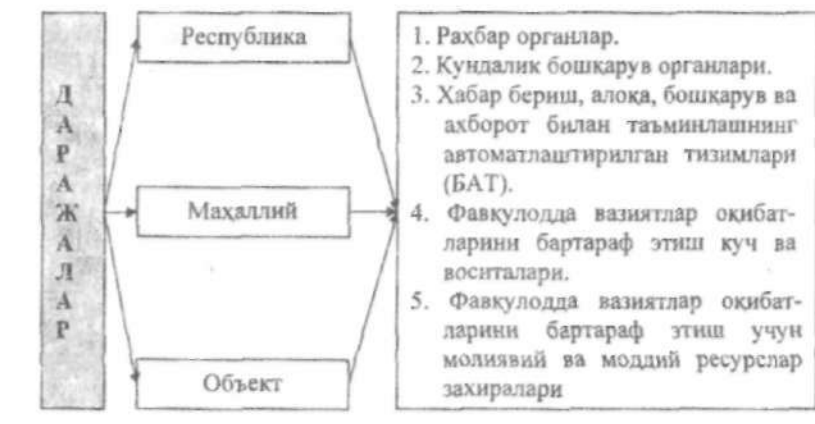 ДАРАЖАЛАР
Республика
Маҳаллий
Объект
1. Раҳбар органлар.
2. Кундалик бошқарув органлари.
3. Хабар бериш, алоқа, бошқарув ва
ахборот билан таъминлашнинг
автоматлаштирилган тизимлари
(БАТ).
4. Фавқулодда вазиятлар оқибат-
ларини бартараф этиш куч ва
воситалари.
5. Фавқулодда вазиятлар оқибат-
ларини бартараф этиш учун
молиявий ва моддий ресурслар
захиралари